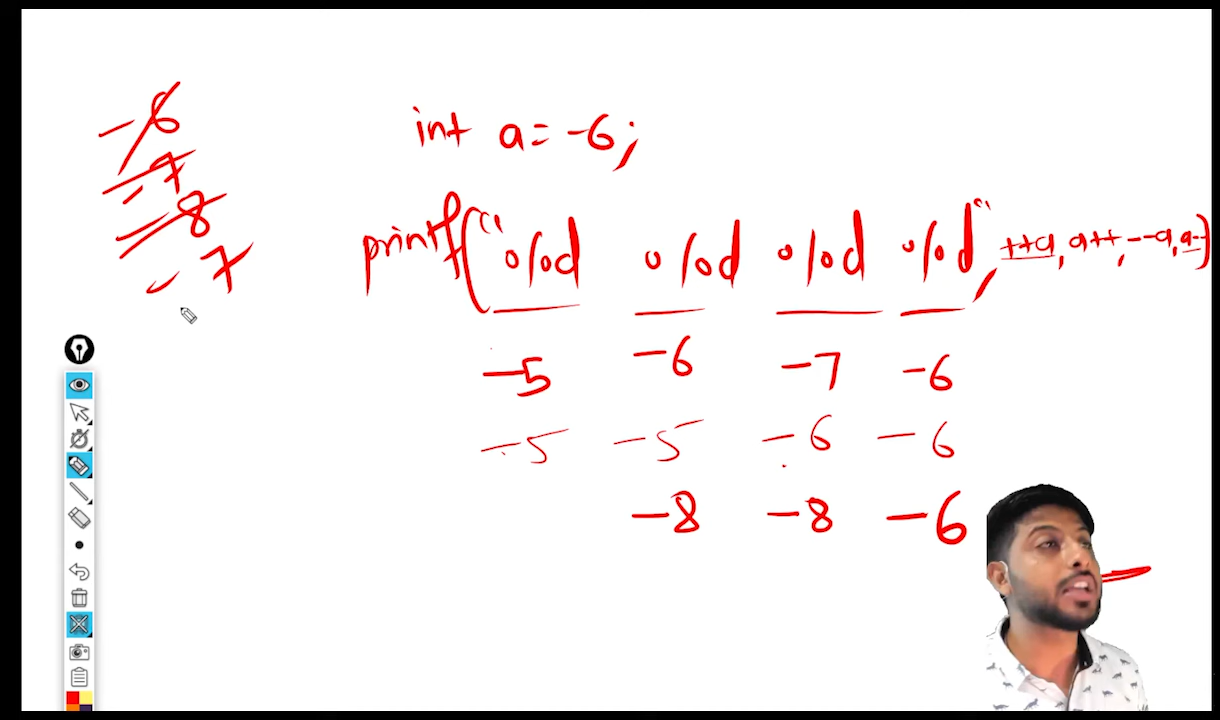 -6
int a = -6;
-7
-8
printf("%d %d %d %d", ++a, a++, --a, a--)
-7
-5 -6 -7 -6
-5 -5 -6 -6
-8 -8 -6